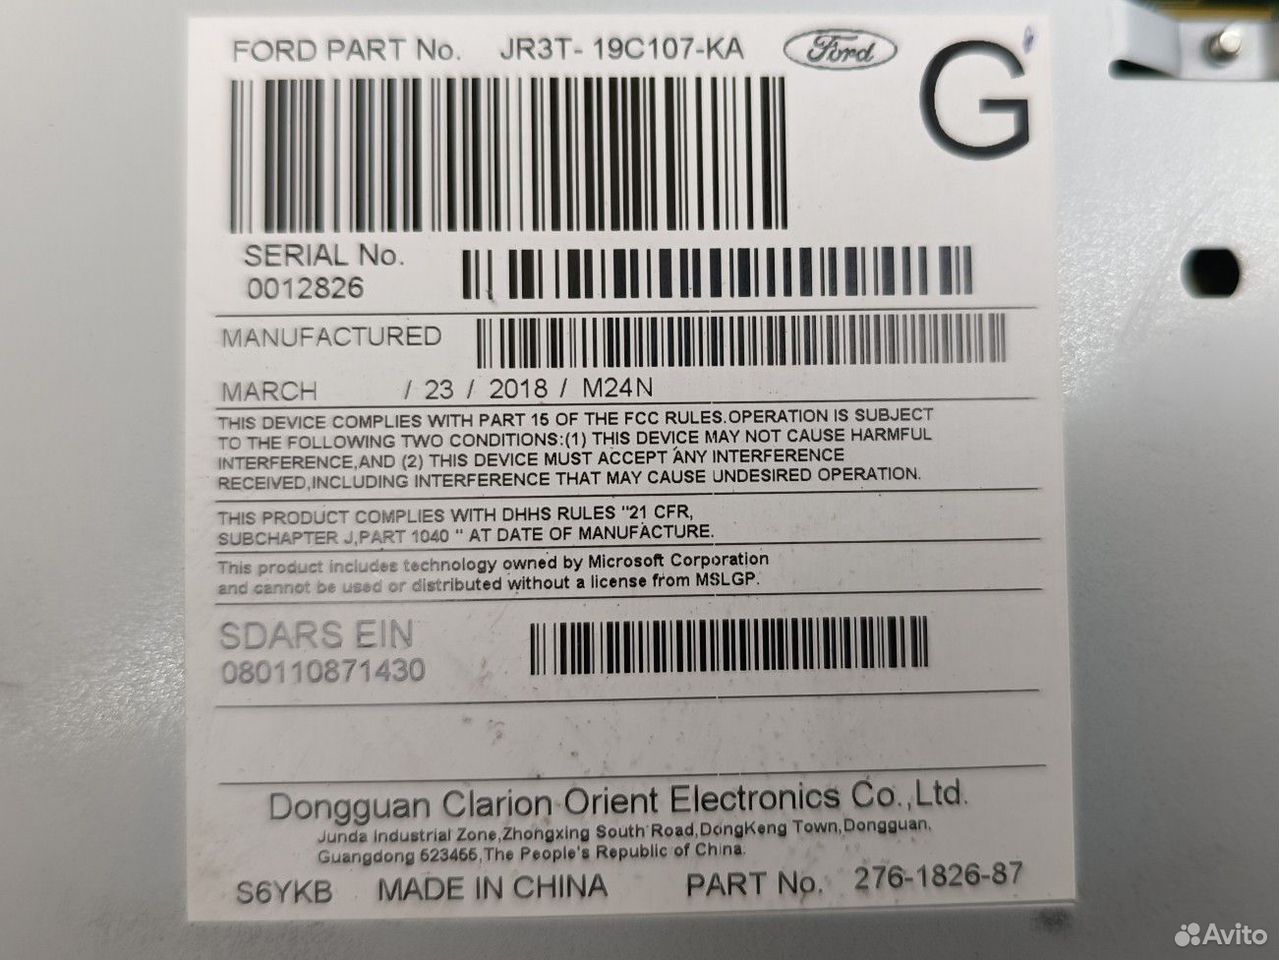 FORD PART No. JR3T- 19C107-KA Ford
G
SERIAL No.
0012826
MANUFACTURED
MARCH / 23 / 2018 / M24N
THIS DEVICE COMPLIES WITH PART 15 OF THE FCC RULES.OPERATION IS SUBJECT
TO THE FOLLOWING TWO CONDITIONS:(1) THIS DEVICE MAY NOT CAUSE HARMFUL
INTERFERENCE,AND (2) THIS DEVICE MUST ACCEPT ANY INTERFERENCE
RECEIVED,INCLUDING INTERFERENCE THAT MAY CAUSE UNDESIRED OPERATION.
THIS PRODUCT COMPLIES WITH DHHS RULES "21 CFR,
SUBCHAPTER J,PART 1040 " AT DATE OF MANUFACTURE.
This product includes technology owned by Microsoft Corporation
and cannot be used or distributed without a license from MSLGP.
SDARS EIN
080110871430
Dongguan Clarion Orient Electronics Co.,Ltd.
Junda Industrial Zone,Zhongxing South Road,DongKeng Town,Dongguan,
Guangdong 523455,The People's Republic of China.
S6YKB MADE IN CHINA PART No. 276-1826-87
Avito